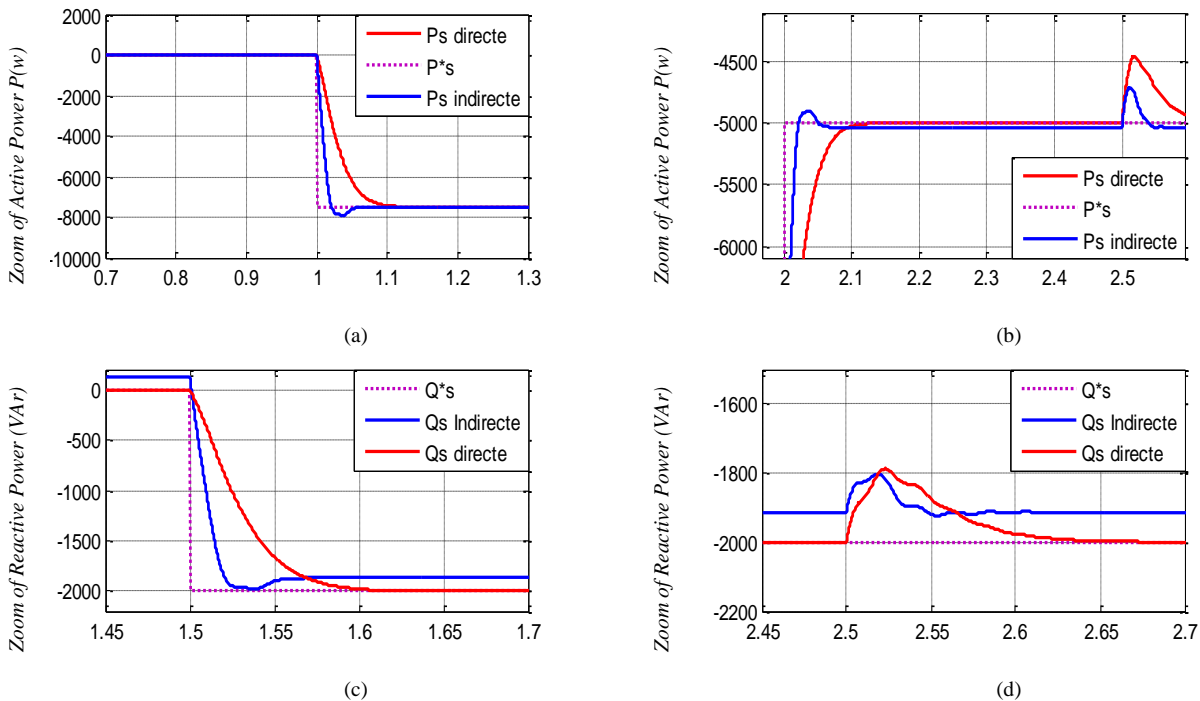 Zoom of Active Power P(w)
2000
0
-2000
-4000
-6000
-8000
-10000
0.7 0.8 0.9 1 1.1 1.2 1.3
Ps directe
P*s
Ps indirecte
(a)
Zoom of Active Power P(w)
-4500
-5000
-5500
-6000
2 2.1 2.2 2.3 2.4 2.5
Ps directe
P*s
Ps indirecte
(b)
Zoom of Reactive Power (VAr)
0
-500
-1000
-1500
-2000
1.45 1.5 1.55 1.6 1.65 1.7
Q*s
Qs Indirecte
Qs directe
(c)
Zoom of Reactive Power (VAr)
-1600
-1800
-2000
-2200
2.45 2.5 2.55 2.6 2.65 2.7
Q*s
Qs Indirecte
Qs directe
(d)